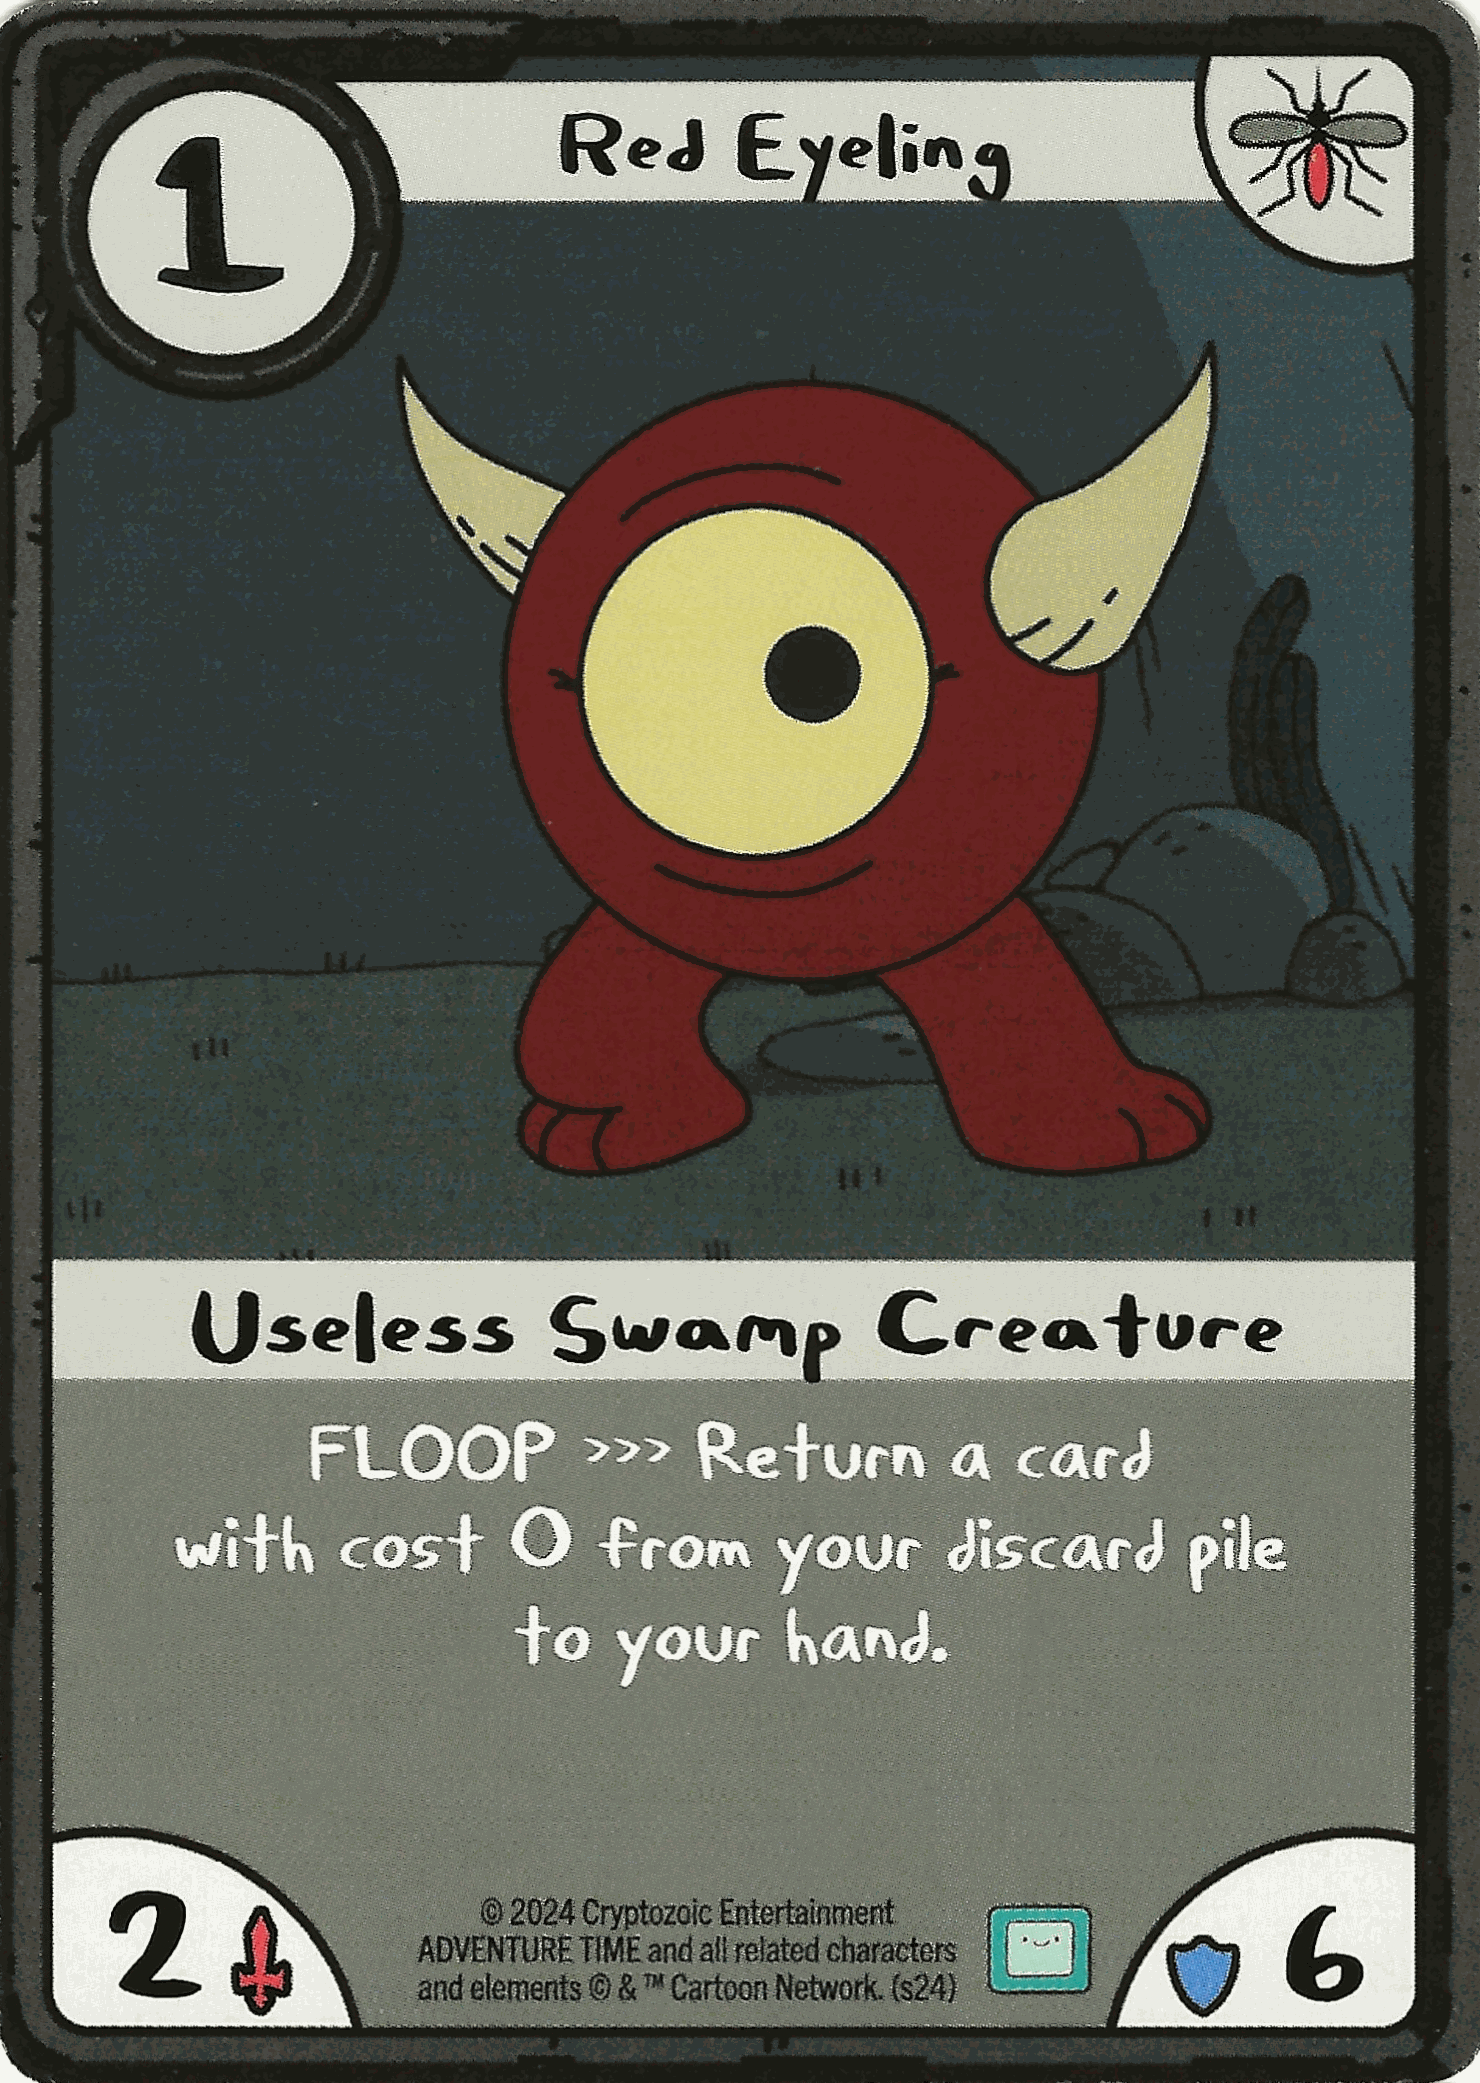 1
Red Eyeling
Useless Swamp Creature
FLOOP >>> Return a card
with cost 0 from your discard pile
to your hand.
2
© 2024 Cryptozoic Entertainment
ADVENTURE TIME and all related characters
and elements © & ™ Cartoon Network. (s24)
6